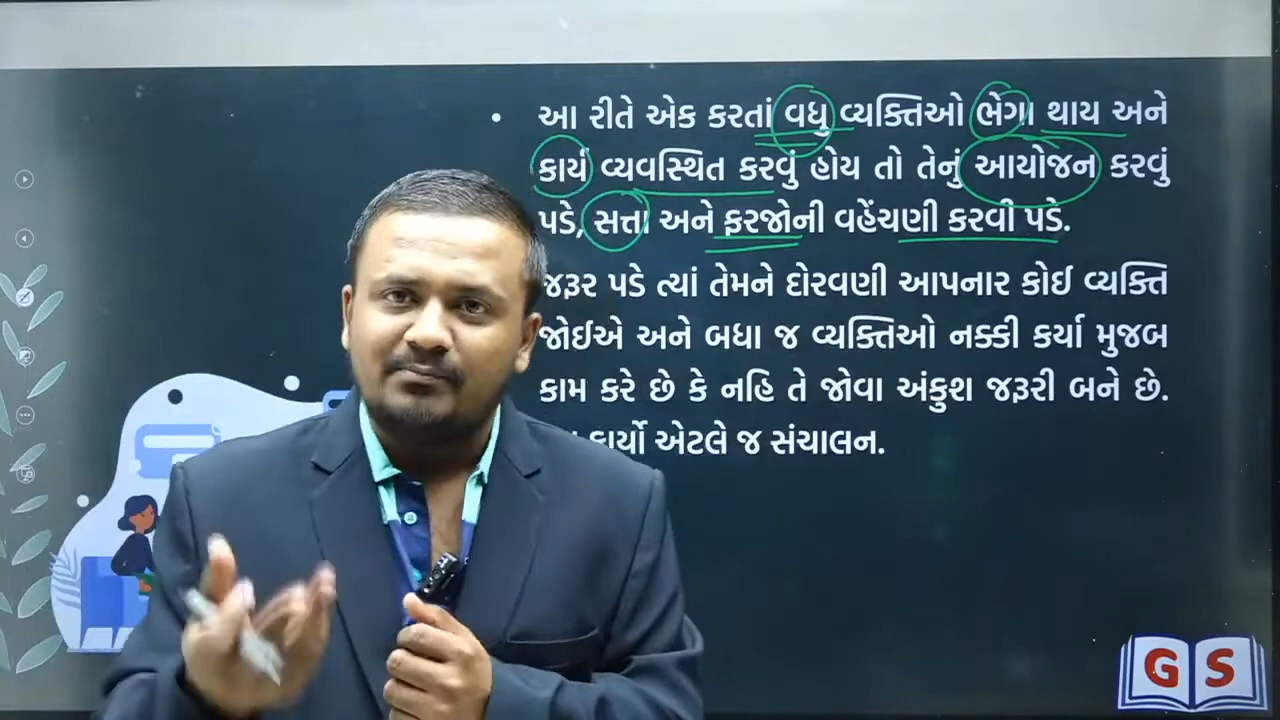 • આ રીતે એક કરતાં વધુ વ્યક્તિઓ ભેગા થાય અને
કાર્ય વ્યવસ્થિત કરવું હોય તો તેનું આયોજન કરવું
પડે, સત્તા અને ફરજોની વહેંચણી કરવી પડે.
જરૂર પડે ત્યાં તેમને દોરવણી આપનાર કોઈ વ્યક્તિ
જોઈએ અને બધા જ વ્યક્તિઓ નક્કી કર્યા મુજબ
કામ કરે છે કે નહિ તે જોવા અંકુશ જરૂરી બને છે.
કાર્યો એટલે જ સંચાલન.
GS